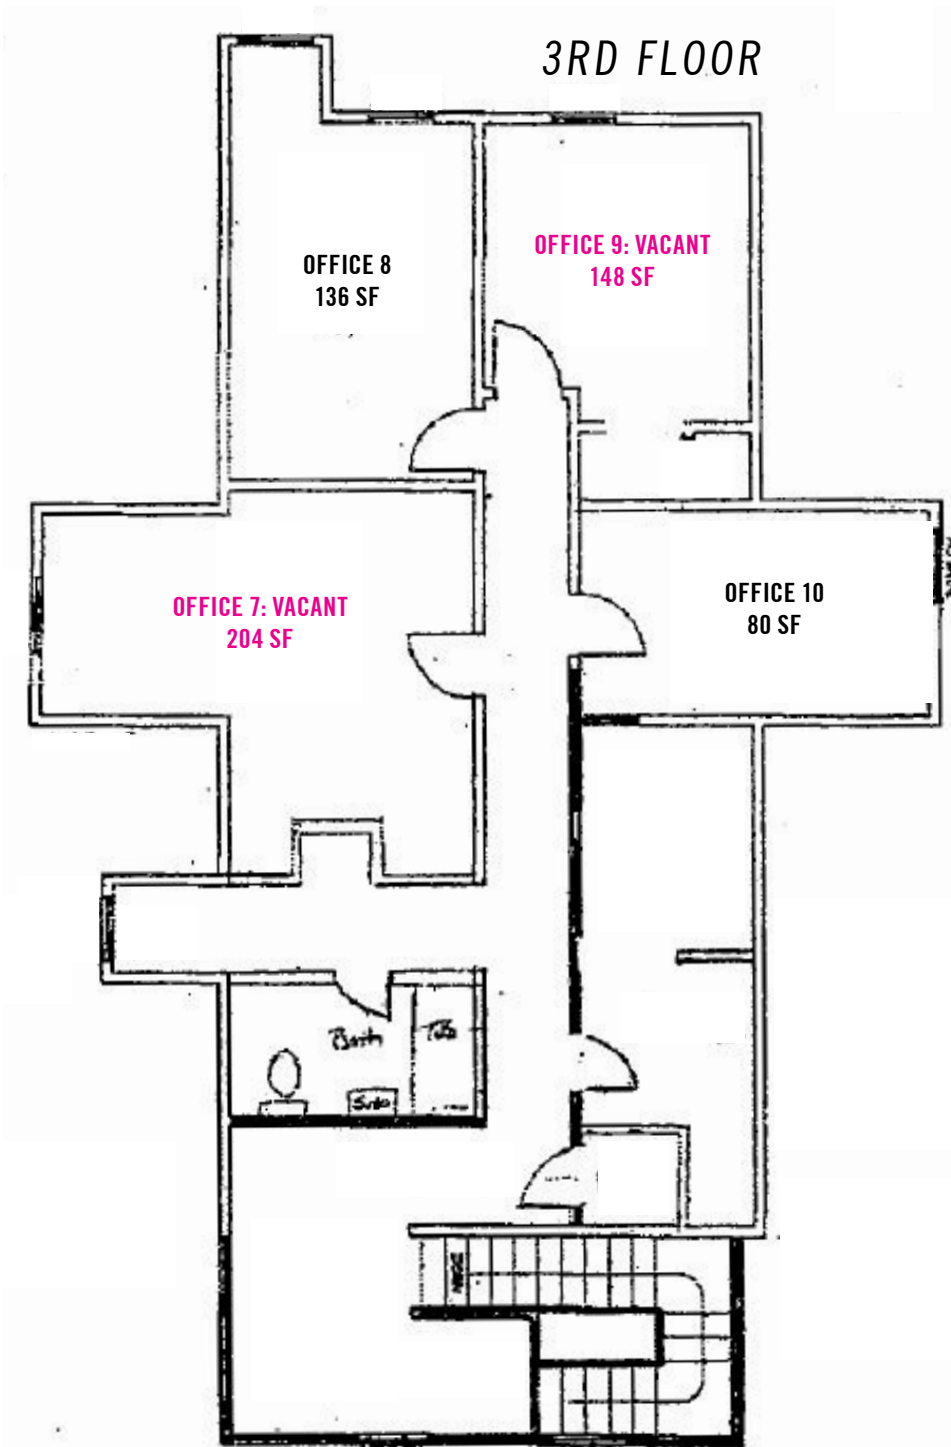 3RD FLOOR
OFFICE 9: VACANT
148 SF
OFFICE 8
136 SF
OFFICE 10
80 SF
OFFICE 7: VACANT
204 SF
Bath
Tub
Sink
DOWN